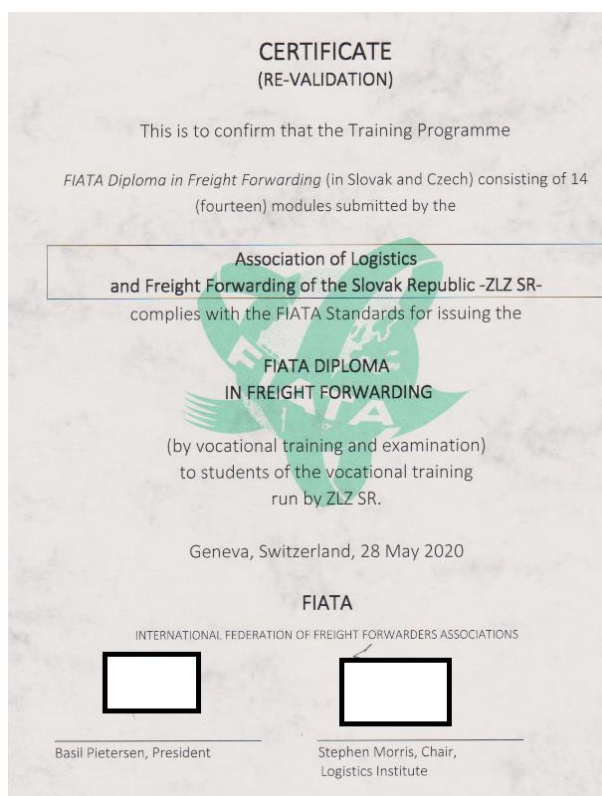 CERTIFICATE
(RE-VALIDATION)
This is to confirm that the Training Programme
FIATA Diploma in Freight Forwarding (in Slovak and Czech) consisting of 14
(fourteen) modules submitted by the
Association of Logistics
and Freight Forwarding of the Slovak Republic -ZLZ SR-
complies with the FIATA Standards for issuing the
FIATA DIPLOMA
IN FREIGHT FORWARDING
FIATA
(by vocational training and examination)
to students of the vocational training
run by ZLZ SR.
Geneva, Switzerland, 28 May 2020
FIATA
INTERNATIONAL FEDERATION OF FREIGHT FORWARDERS ASSOCIATIONS
Basil Pietersen, President
Stephen Morris, Chair,
Logistics Institute